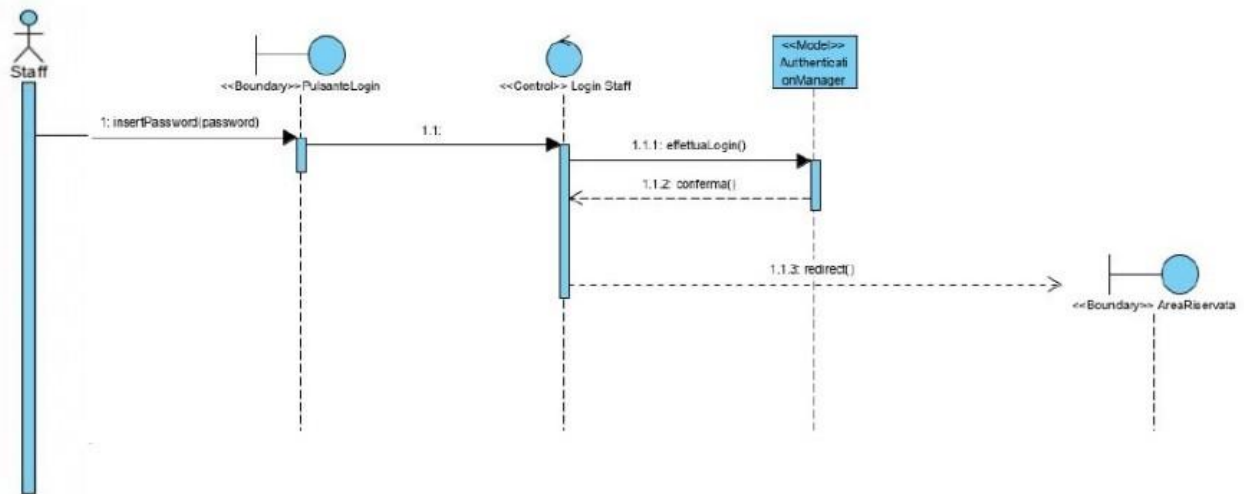 Staff
<<Boundary>> PulsanteLogin
<<Control>> Login Staff
<<Model>>
Authenticati
onManager
1: insertPassword(password)
1.1:
1.1.1: effettuaLogin()
1.1.2: conferma()
1.1.3: redirect()
<<Boundary>> AreaRiservata